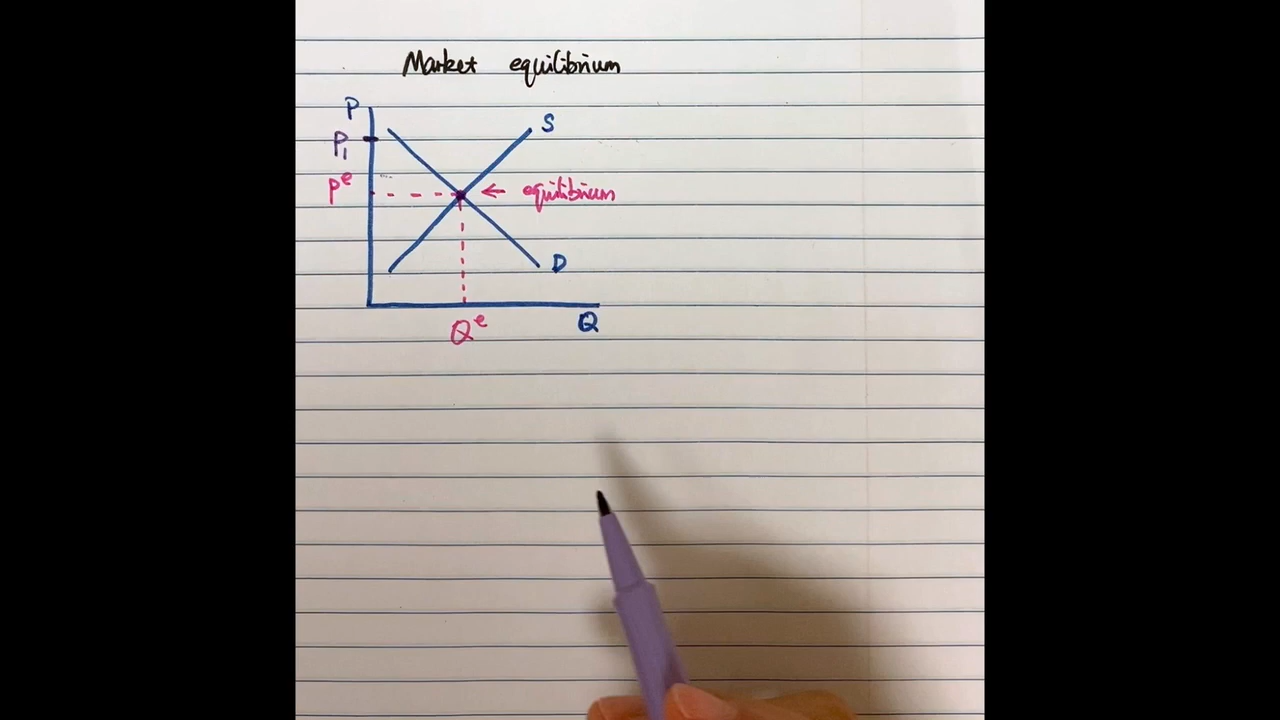 Market equilibrium
P
S
P1
Pe
← equilibrium
D
Qe
Q